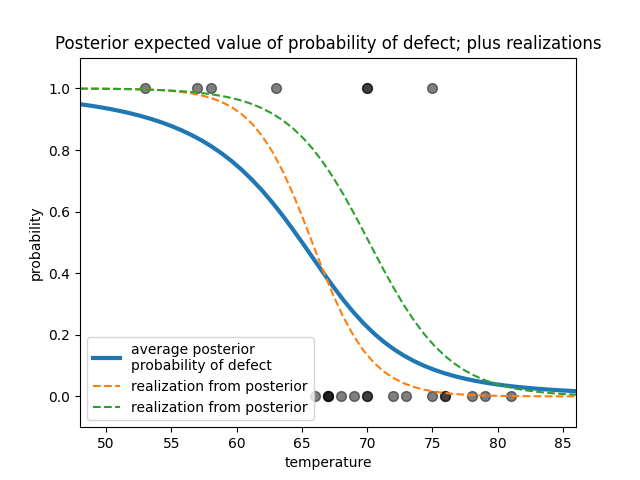 Posterior expected value of probability of defect; plus realizations
1.0
0.8
0.6
0.4
0.2
0.0
probability
average posterior
probability of defect
realization from posterior
realization from posterior
50
55
60
65
70
75
80
85
temperature